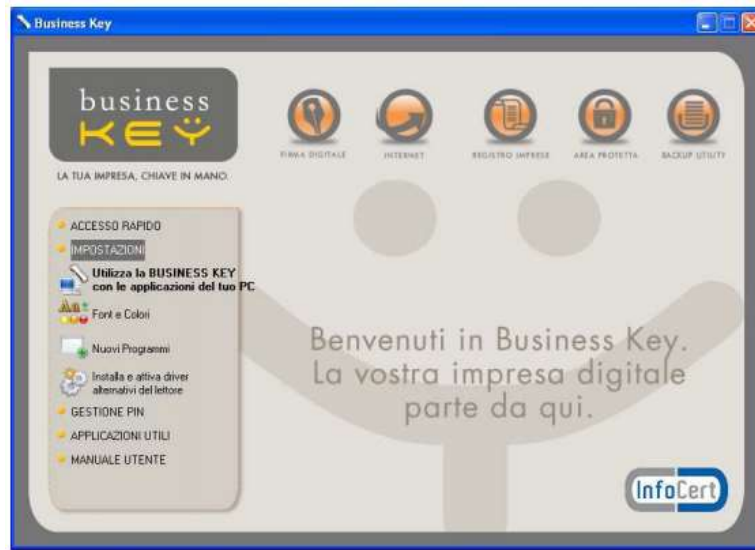 Business Key
business
KEY
LA TUA IMPRESA, CHIAVE IN MANO.
FIRMA DIGITALE
INTERNET
REGISTRO IMPRESE
AREA PROTETTA
BACKUP UTILITY
ACCESSO RAPIDO
IMPOSTAZIONI
Utilizza la BUSINESS KEY
con le applicazioni del tuo PC
Font e Colori
Nuovi Programmi
Installa e attiva driver
alternativi del lettore
GESTIONE PIN
APPLICAZIONI UTILI
MANUALE UTENTE
Benvenuti in Business Key.
La vostra impresa digitale
parte da qui.
InfoCert